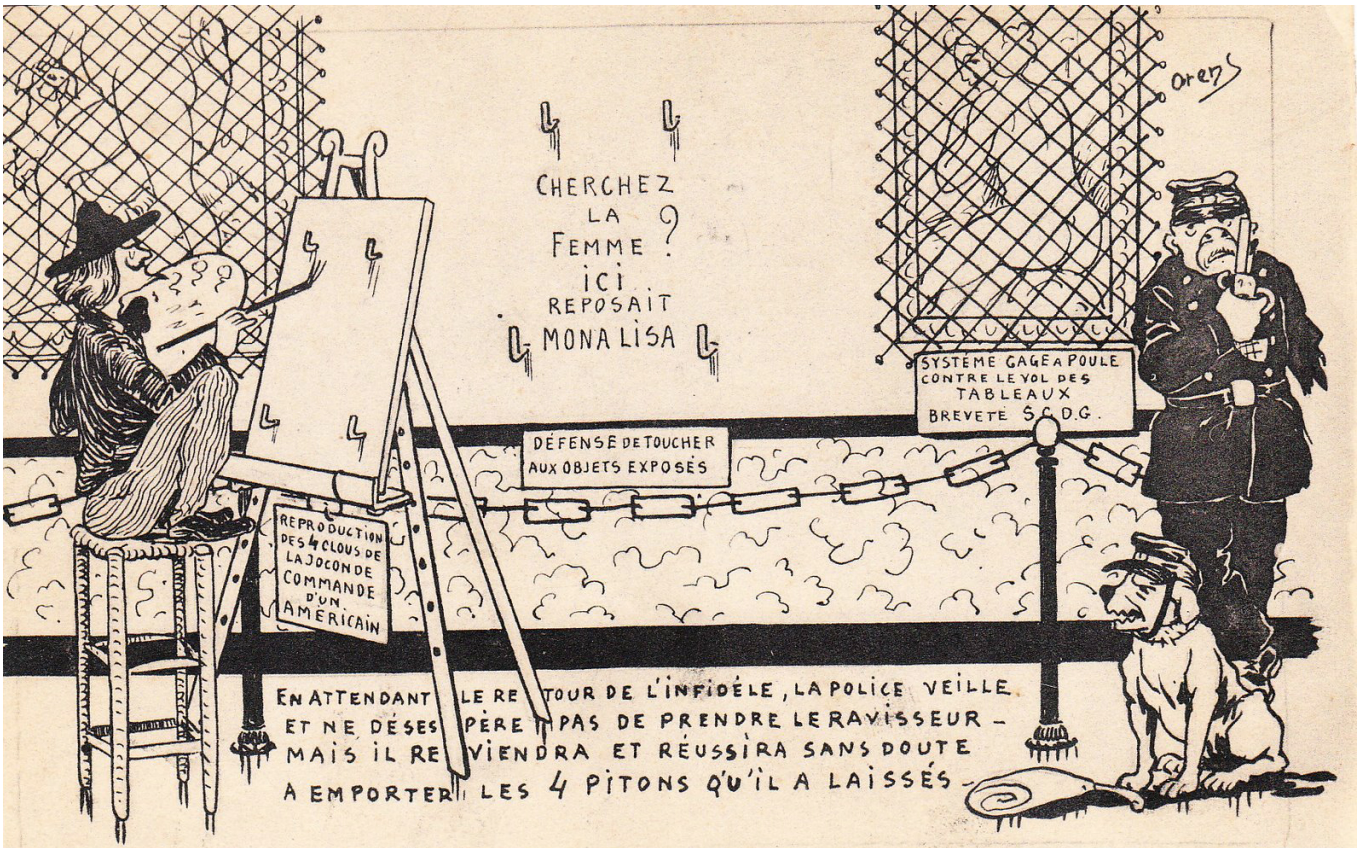 orens
CHERCHEZ
LA
FEMME ?
ICI
REPOSAIT
MONA LISA
SYSTÈME GAGE A POULE
CONTRE LE VOL DES
TABLEAUX
BREVETÉ S.G.D.G.
DÉFENSE DE TOUCHER
AUX OBJETS EXPOSÉS
REPRODUCTION
DES 4 CLOUS DE
LA JOCONDE
COMMANDE
D'UN
AMÉRICAIN
EN ATTENDANT LE RETOUR DE L'INFIDÉLE, LA POLICE VEILLE
ET NE DÉSESPÈRE PAS DE PRENDRE LE RAVISSEUR -
MAIS IL REVIENDRA ET RÉUSSIRA SANS DOUTE
A EMPORTER LES 4 PITONS QU'IL A LAISSÉS -